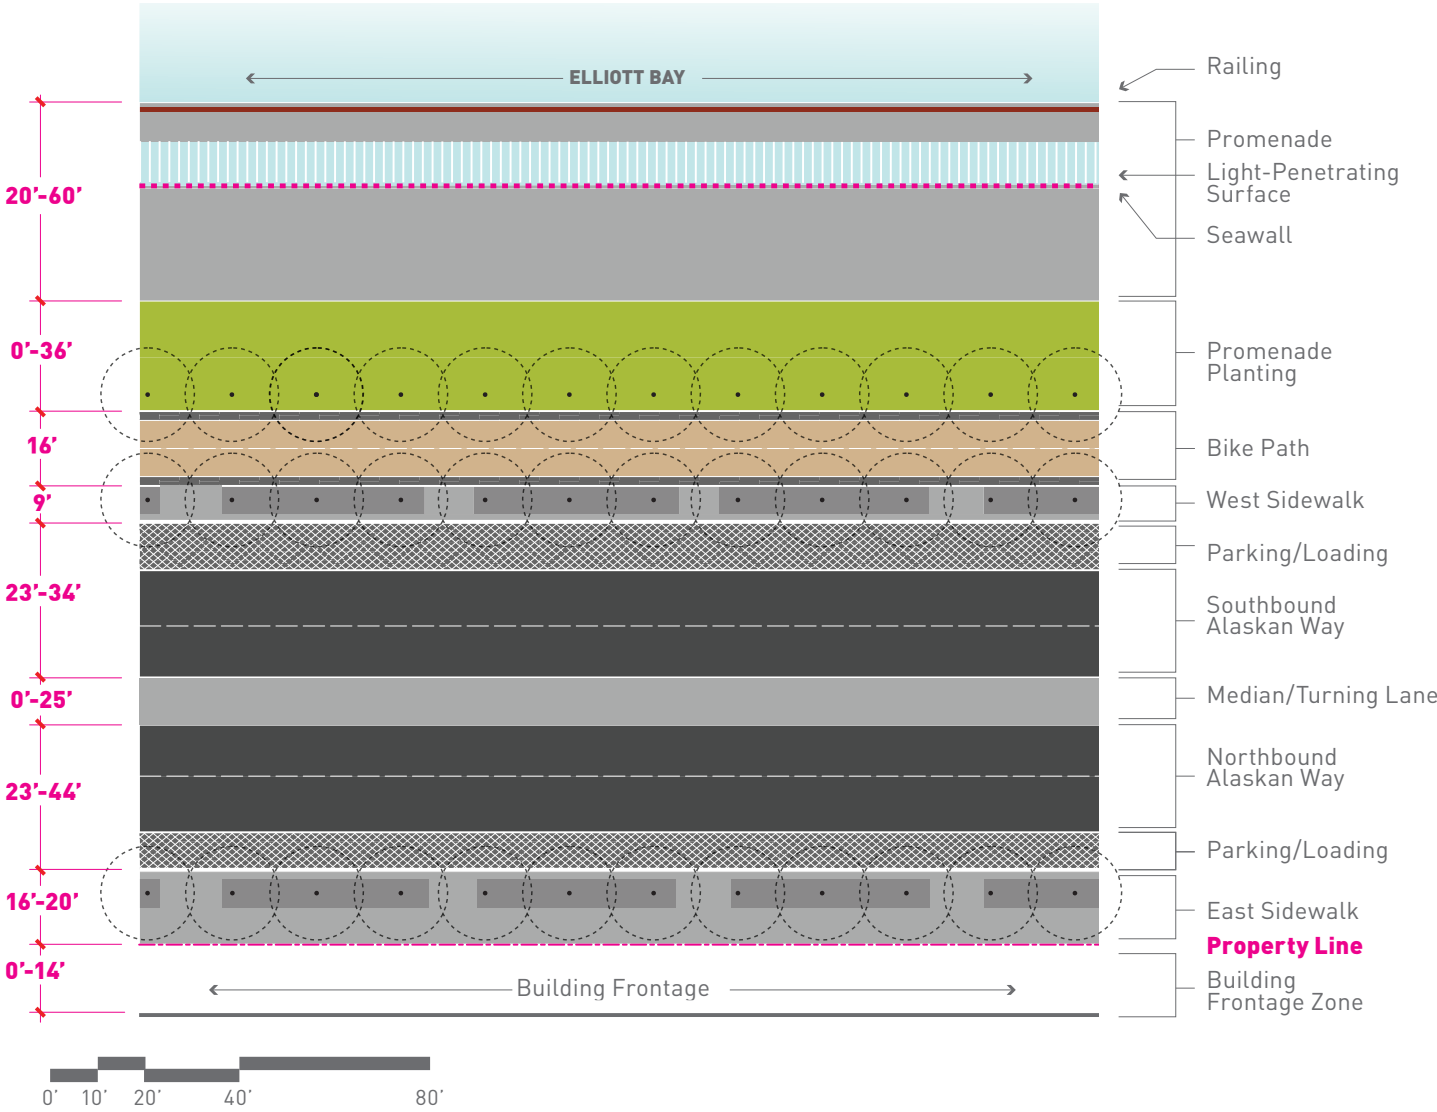 ELLIOTT BAY
Railing
Promenade
Light-Penetrating
Surface
Seawall
20’-60’
0’-36’
Promenade
Planting
16’
Bike Path
9’
West Sidewalk
Parking/Loading
23’-34’
Southbound
Alaskan Way
0’-25’
Median/Turning Lane
23’-44’
Northbound
Alaskan Way
Parking/Loading
16’-20’
East Sidewalk
Property Line
0’-14’
Building Frontage
Building
Frontage Zone
0’ 10’ 20’ 40’ 80’